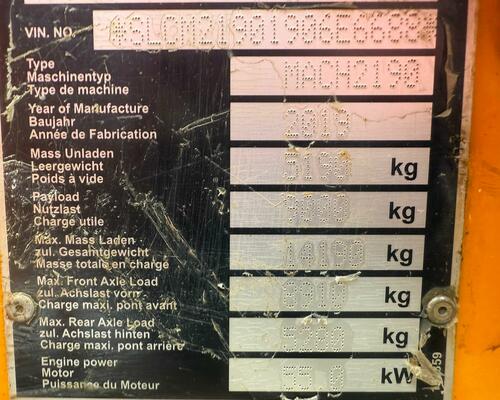 VIN. NO.
Type MACH2190
Maschinentyp
Type de machine
Year of Manufacture 2019
Baujahr
Année de Fabrication
Mass Unladen
Leergewicht kg
Poids à vide
Payload
Nutzlast kg
Charge utile
Max. Mass Laden
zul. Gesamtgewicht kg
Masse totale en charge
Max. Front Axle Load
zul. Achslast vorn kg
Charge maxi. pont avant
Max. Rear Axle Load
zul. Achslast hinten kg
Charge maxi. pont arriere
Engine power
Motor 55.0 kW
Puissance du Moteur